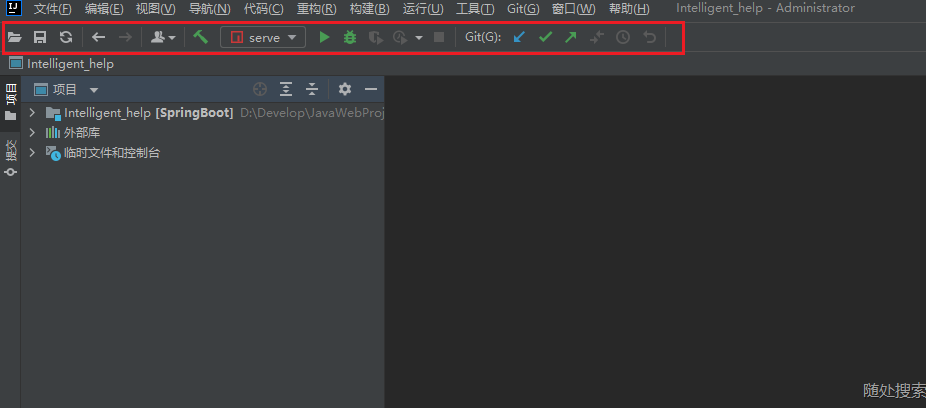 IJ 文件(F) 编辑(E) 视图(V) 导航(N) 代码(C) 重构(R) 构建(B) 运行(U) 工具(T) Git(G) 窗口(W) 帮助(H) Intelligent_help - Administrator
serve Git(G):
Intelligent_help
项目
项目
Intelligent_help [SpringBoot] D:\Develop\JavaWebProj
外部库
临时文件和控制台
提交
随处搜索